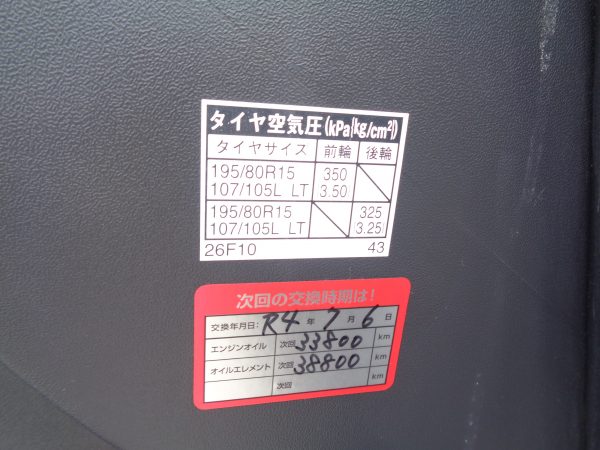 タイヤ空気圧(kPa{kg/cm²})
タイヤサイズ 前輪 後輪
195/80R15 350
107/105L LT 3.50
195/80R15 325
107/105L LT 3.25
26F10 43
次回の交換時期は!
交換年月日: R4 年 7 月 6 日
エンジンオイル 次回 33800 km
オイルエレメント 次回 38800 km
次回 km